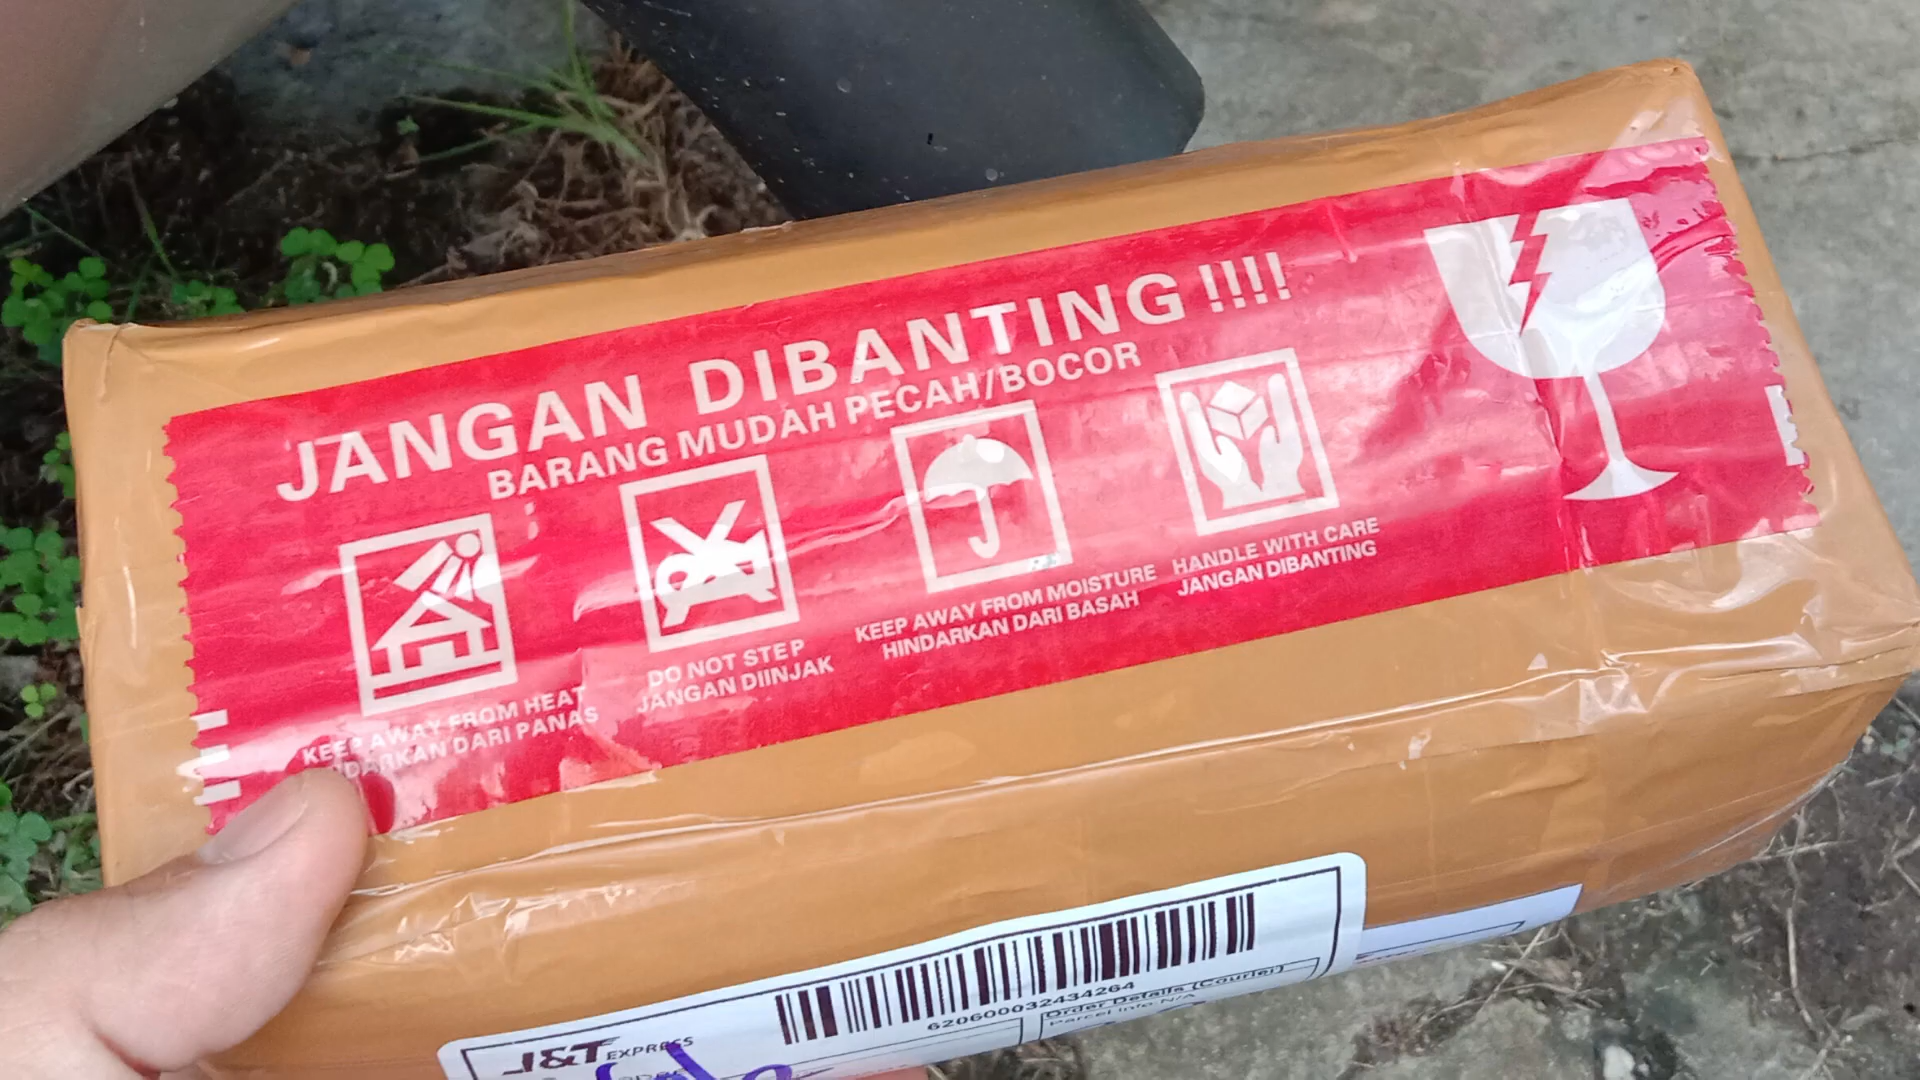 JANGAN DIBANTING !!!!
BARANG MUDAH PECAH/BOCOR
KEEP AWAY FROM HEAT
DARKAN DARI PANAS
DO NOT STEP
JANGAN DIINJAK
KEEP AWAY FROM MOISTURE
HINDARKAN DARI BASAH
HANDLE WITH CARE
JANGAN DIBANTING
620600032434264
Order Details (Courier)
Parcel info: N/A
J&T EXPRESS